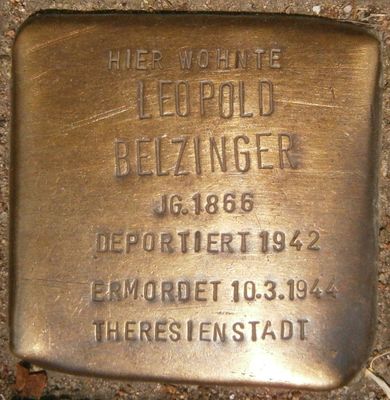 HIER WOHNTE
LEOPOLD
BELZINGER
JG.1866
DEPORTIERT 1942
ERMORDET 10.3.1944
THERESIENSTADT